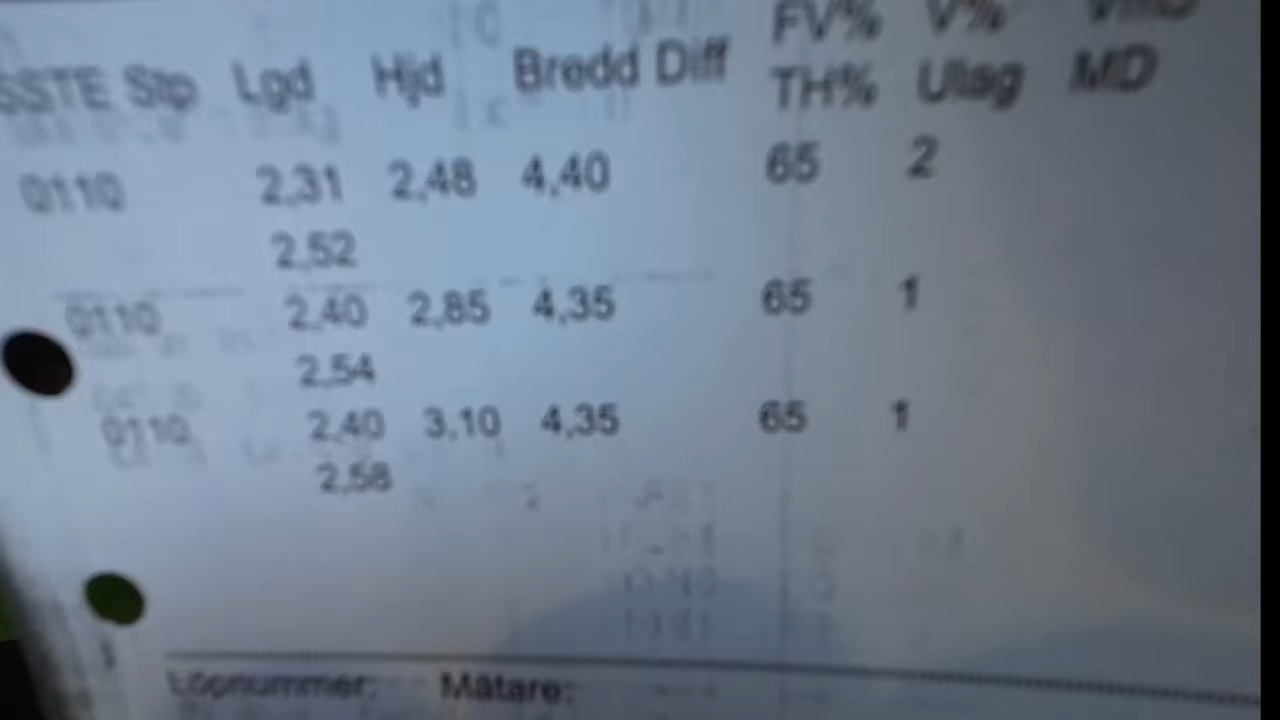 FV% V%
SSTE Stp Lgd Hjd Bredd Diff TH% Ulag MD
0110 2,31 2,48 4,40 65 2
2,52
0110 2,40 2,85 4,35 65 1
2,54
0110 2,40 3,10 4,35 65 1
2,58
Löpnummer: Mätare: